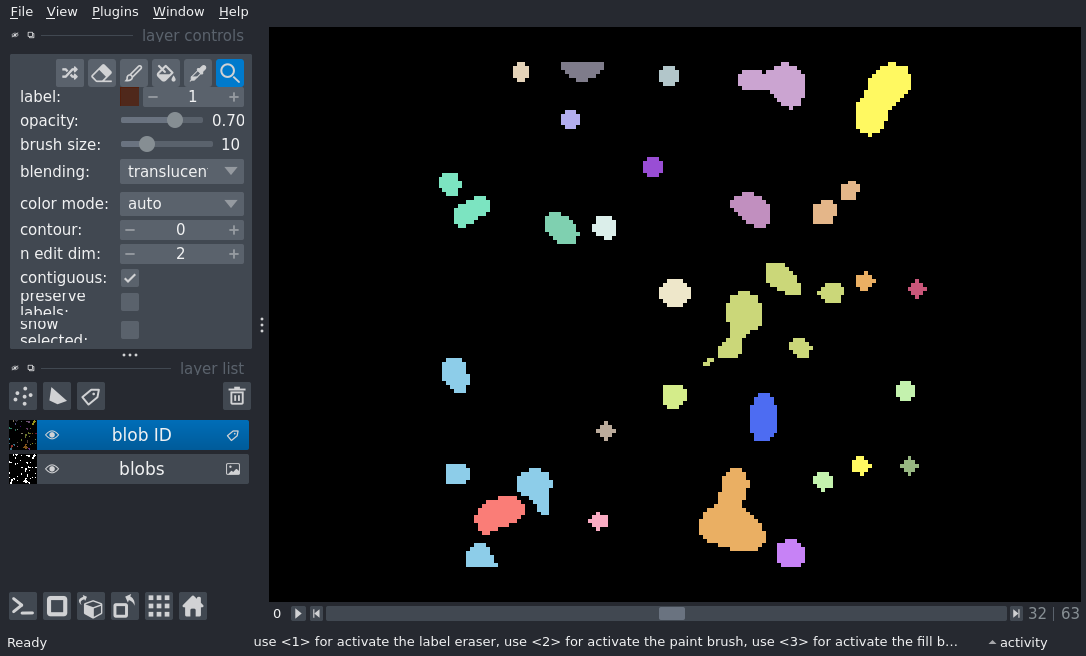 File View Plugins Window Help
layer controls
label: 1
opacity: 0.70
brush size: 10
blending: translucen
color mode: auto
contour: 0
n edit dim: 2
contiguous:
preserve
labels:
show
selected:
layer list
blob ID
blobs
0 32 63
Ready use <1> for activate the label eraser, use <2> for activate the paint brush, use <3> for activate the fill b... activity